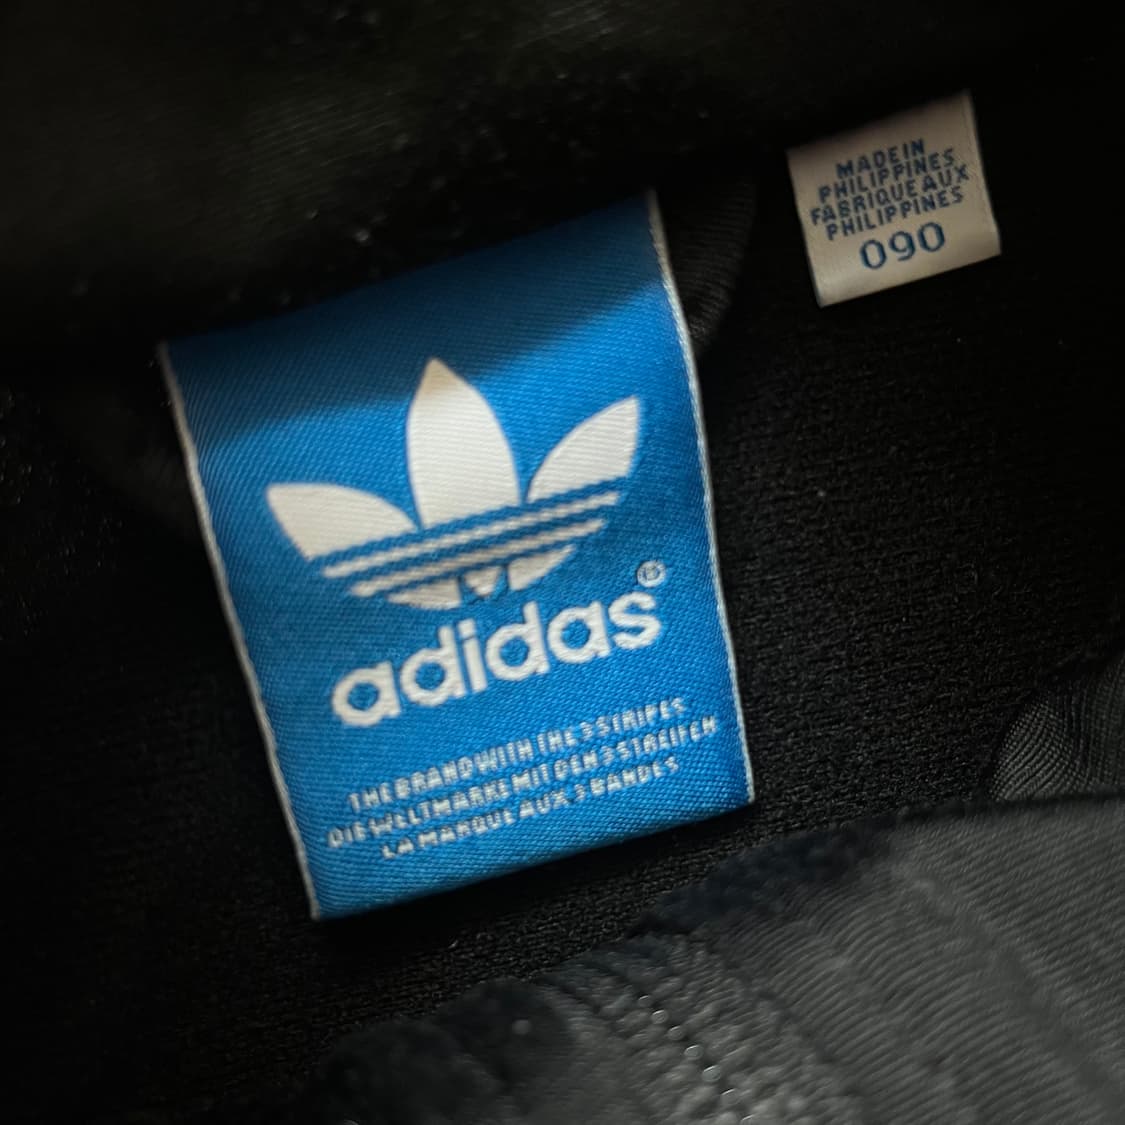 adidas®
THE BRAND WITH THE 3 STRIPES
DIE WELTMARKE MIT DEN 3 STREIFEN
LA MARQUE AUX 3 BANDES
MADE IN
PHILIPPINES
FABRIQUE AUX
PHILIPPINES
090